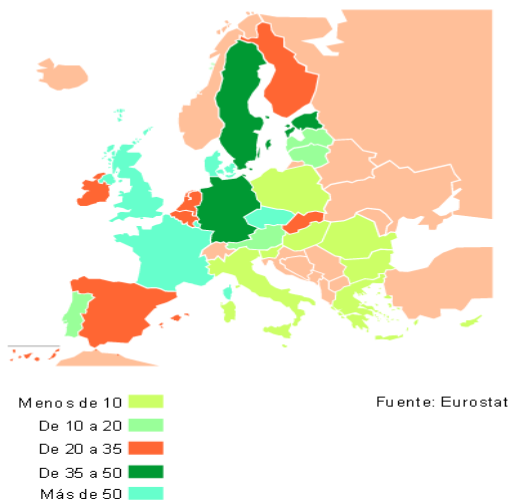 Menos de 10
Fuente: Eurostat
De 10 a 20
De 20 a 35
De 35 a 50
Más de 50